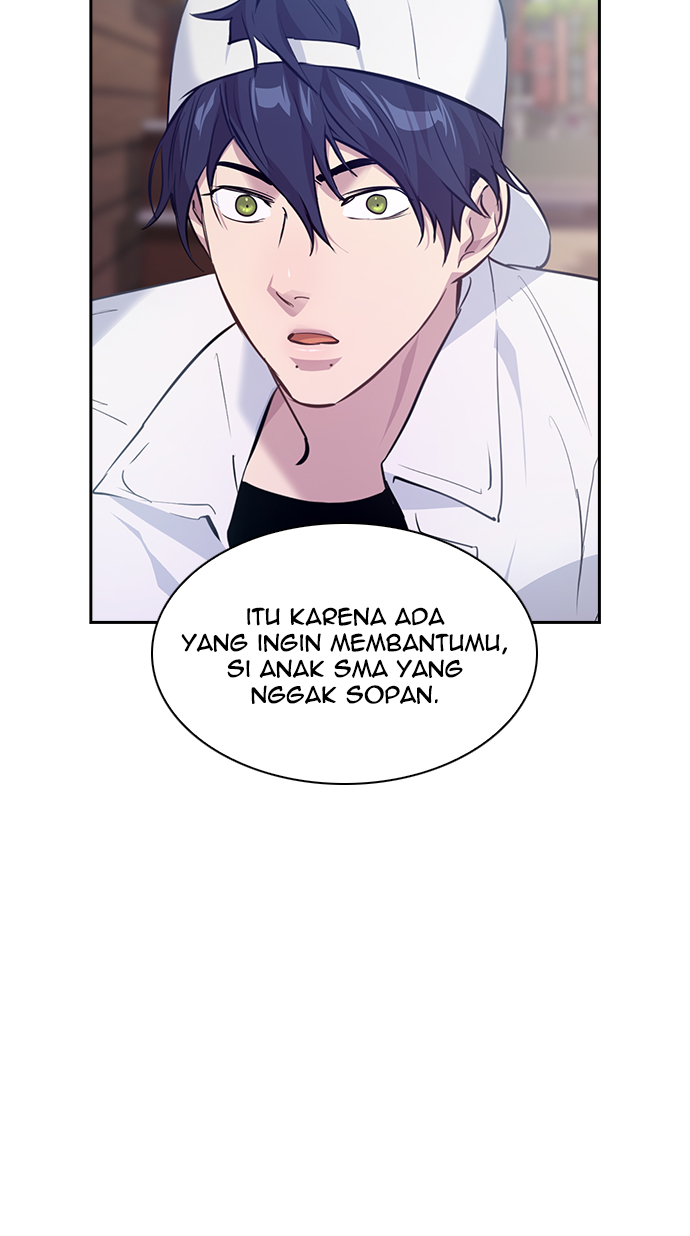 ITU KARENA ADA
YANG INGIN MEMBANTUMU,
SI ANAK SMA YANG
NGGAK SOPAN.